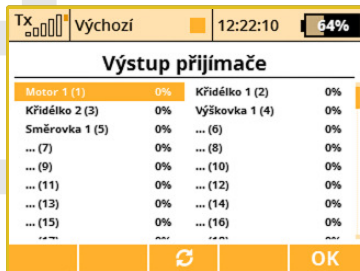 Tx Výchozí 12:22:10 64%
Výstup přijímače
Motor 1 (1) 0% Křidélko 1 (2) 0%
Křidélko 2 (3) 0% Výškovka 1 (4) 0%
Směrovka 1 (5) 0% ... (6) 0%
... (7) 0% ... (8) 0%
... (9) 0% ... (10) 0%
... (11) 0% ... (12) 0%
... (13) 0% ... (14) 0%
... (15) 0% ... (16) 0%
OK